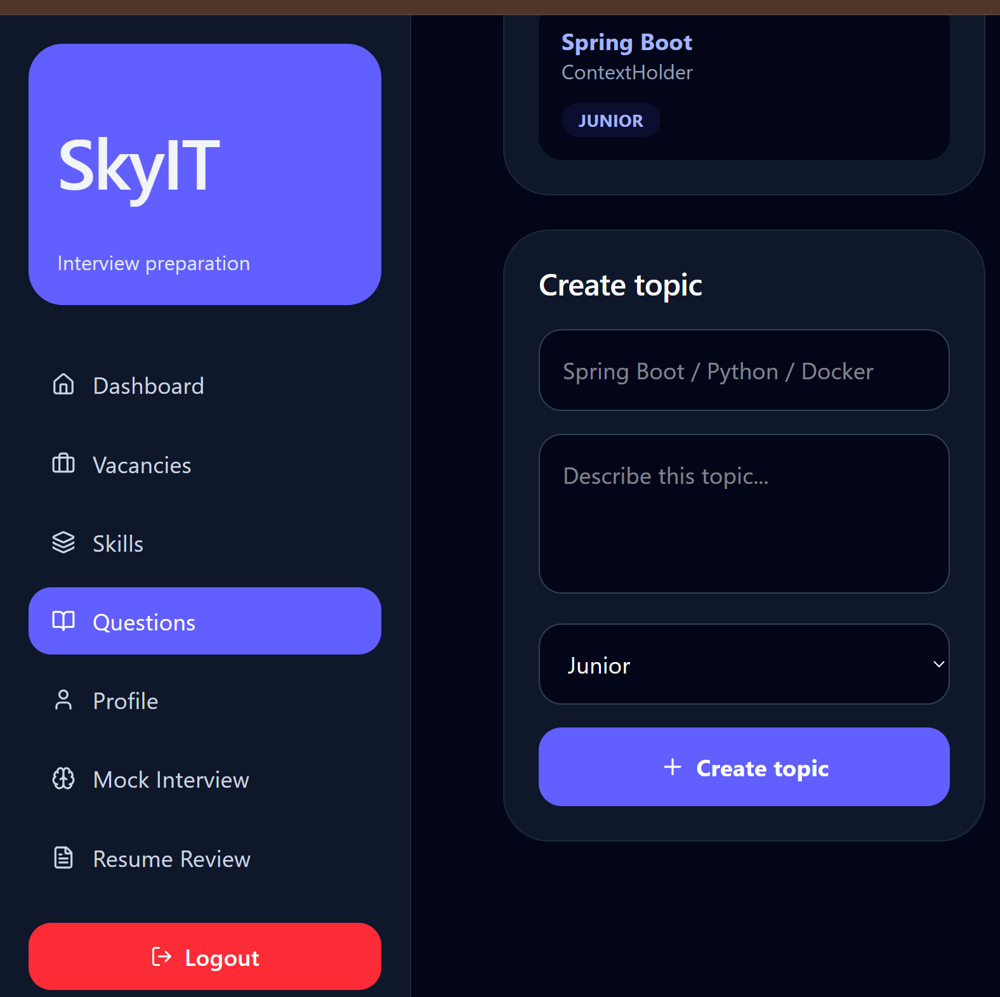 SkyIT
Interview preparation
Dashboard
Vacancies
Skills
Questions
Profile
Mock Interview
Resume Review
Logout
Spring Boot
ContextHolder
JUNIOR
Create topic
Spring Boot / Python / Docker
Describe this topic...
Junior
Create topic